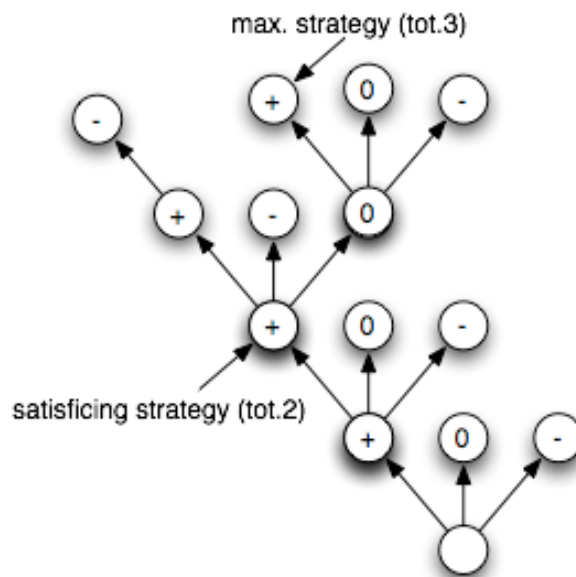 max. strategy (tot.3)
+ 0 -
-
+ - 0
+ 0 -
satisficing strategy (tot.2)
+ 0 -